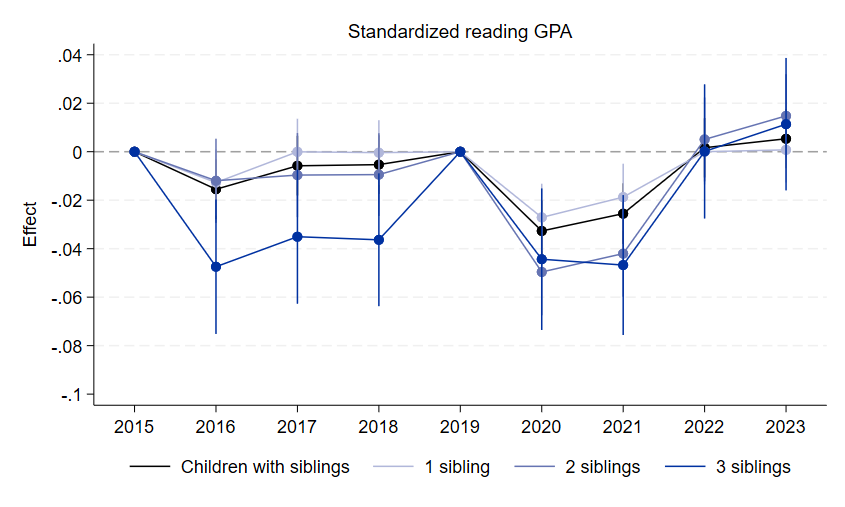 Standardized reading GPA
.04
.02
0
-.02
-.04
-.06
-.08
-.1
Effect
2015 2016 2017 2018 2019 2020 2021 2022 2023
Children with siblings 1 sibling 2 siblings 3 siblings